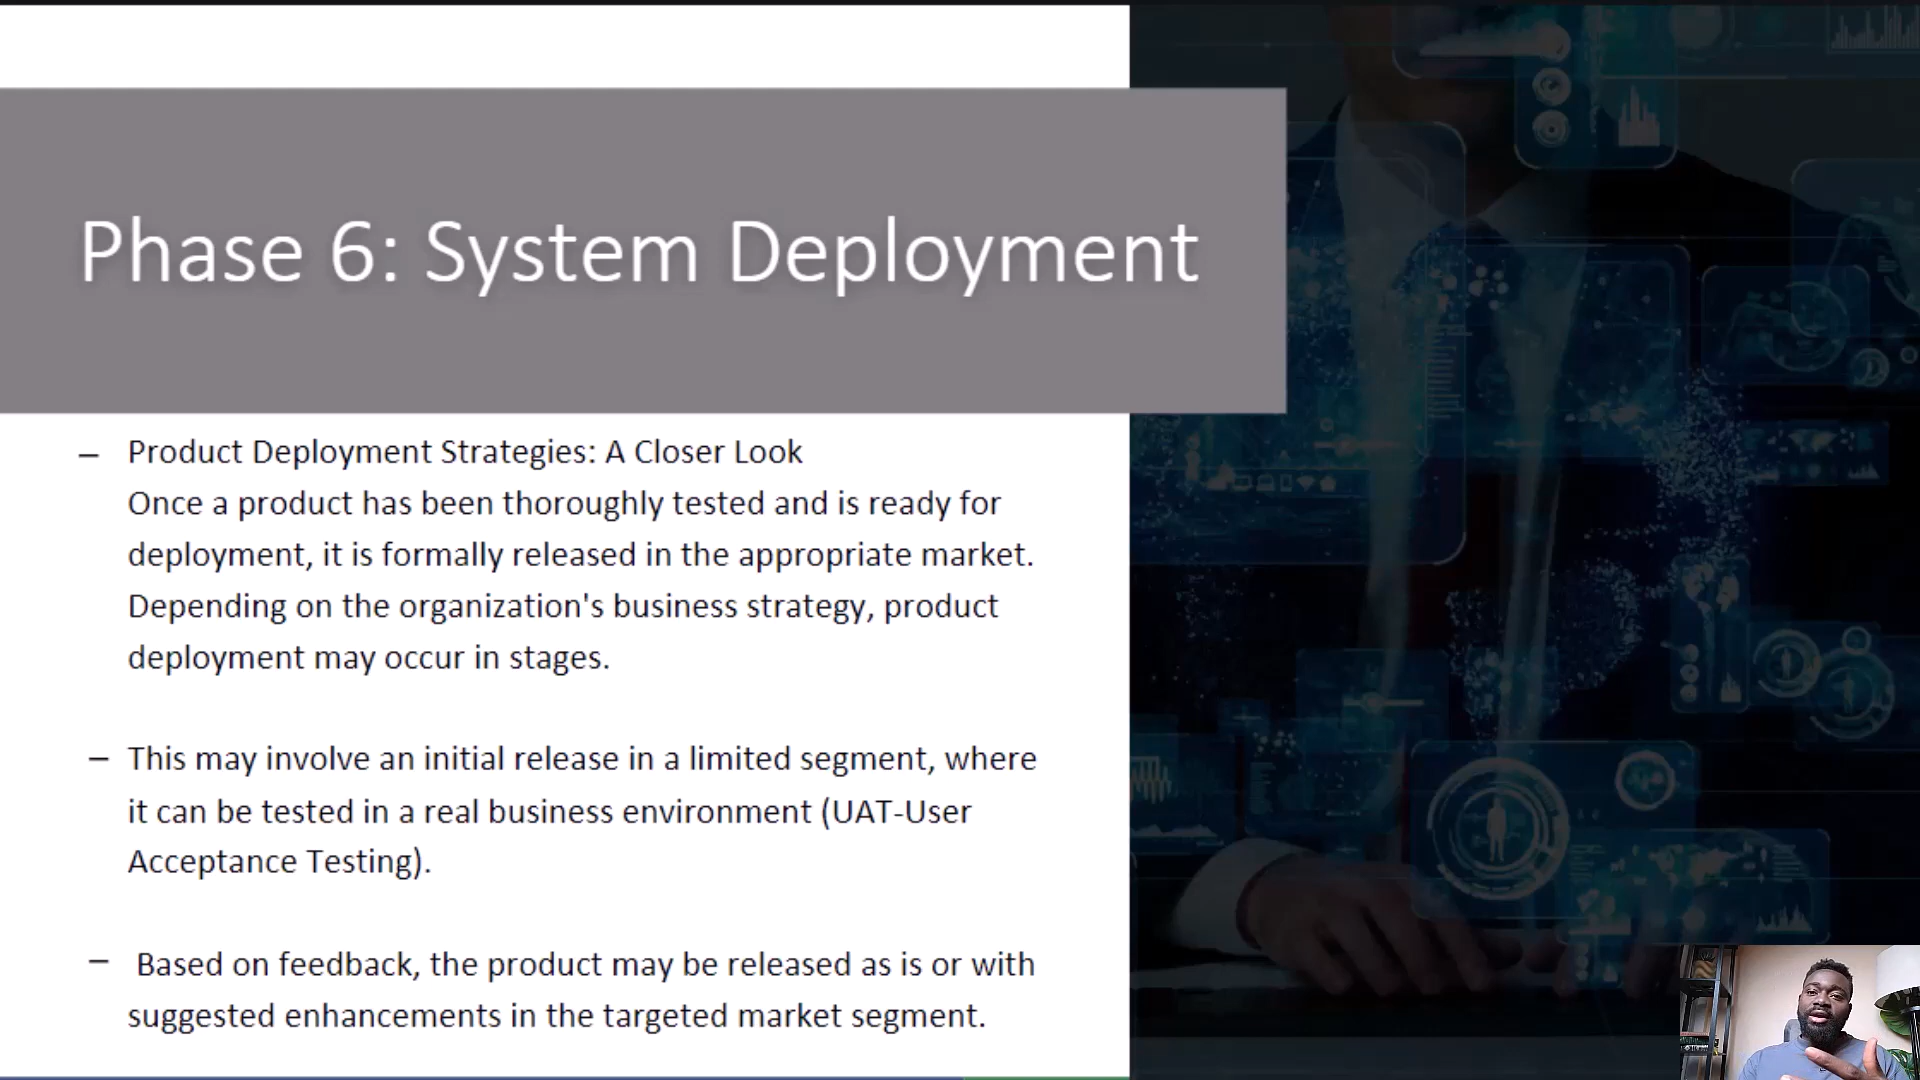 Phase 6: System Deployment
– Product Deployment Strategies: A Closer Look
Once a product has been thoroughly tested and is ready for
deployment, it is formally released in the appropriate market.
Depending on the organization's business strategy, product
deployment may occur in stages.
– This may involve an initial release in a limited segment, where
it can be tested in a real business environment (UAT-User
Acceptance Testing).
– Based on feedback, the product may be released as is or with
suggested enhancements in the targeted market segment.